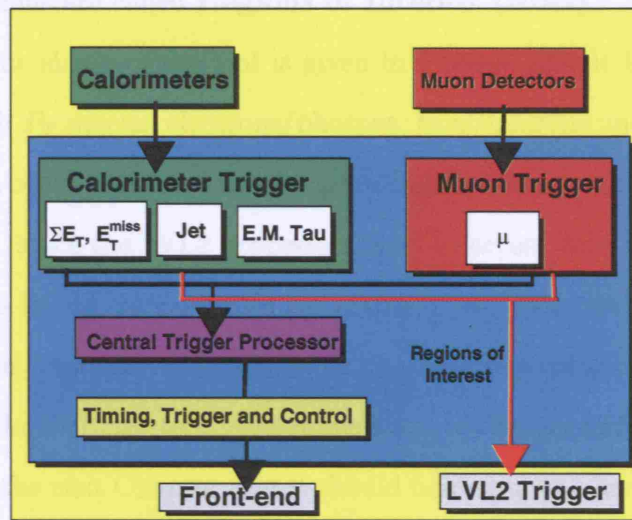 Calorimeters
Muon Detectors
Calorimeter Trigger
Muon Trigger
ΣE_T, E_T^miss
Jet
E.M. Tau
μ
Central Trigger Processor
Regions of
Interest
Timing, Trigger and Control
Front-end
LVL2 Trigger